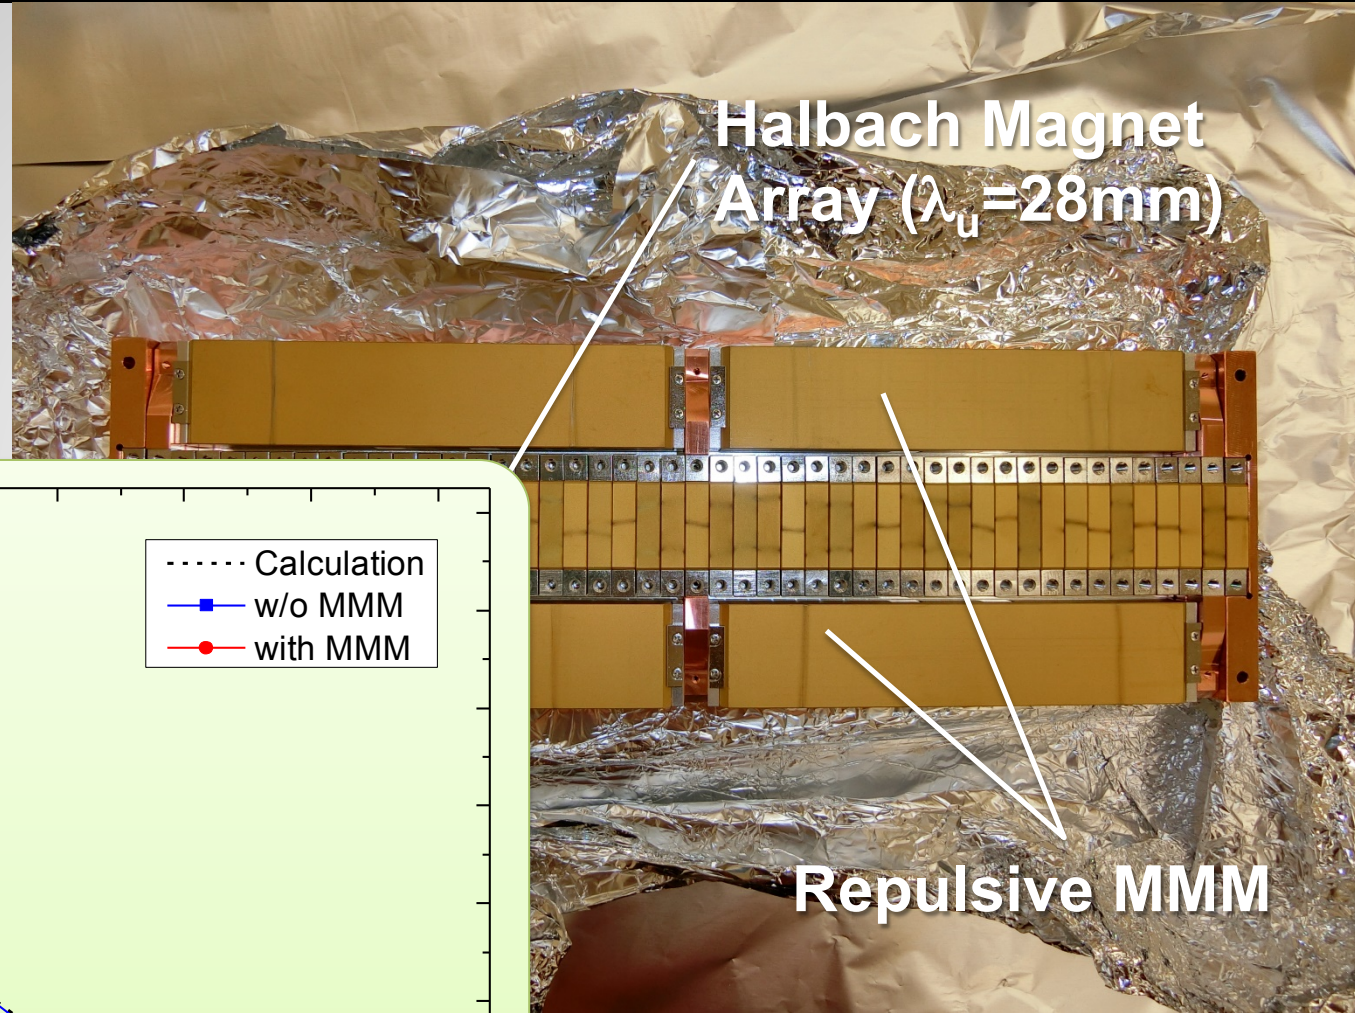 Halbach Magnet
Array (λu=28mm)
Calculation
w/o MMM
with MMM
Repulsive MMM